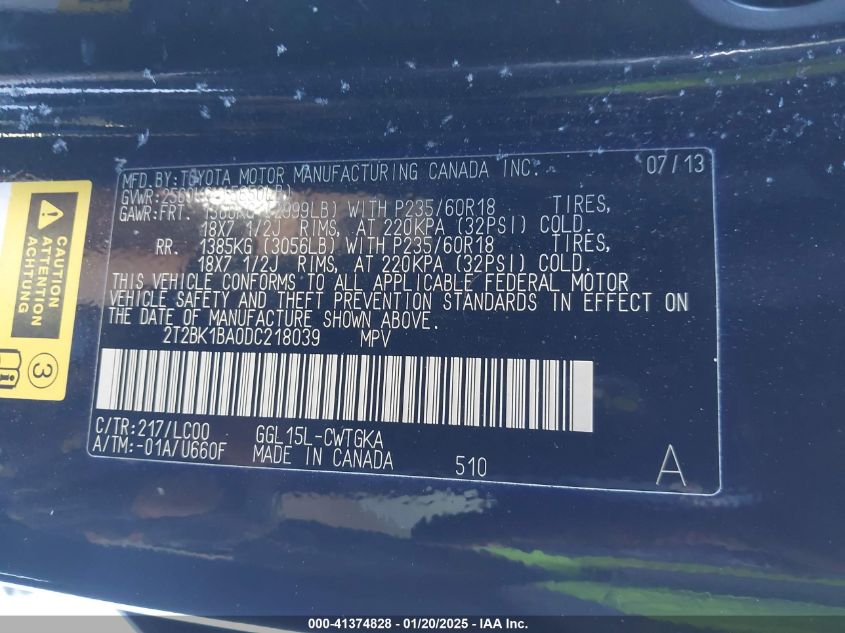 MFD.BY:TOYOTA MOTOR MANUFACTURING CANADA INC. 07/13
GVWR:
GAWR:FRT. WITH P235/60R18 TIRES,
18X7 1/2J RIMS, AT 220KPA (32PSI) COLD.
RR. 1385KG (3056LB) WITH P235/60R18 TIRES,
18X7 1/2J RIMS, AT 220KPA (32PSI) COLD.
THIS VEHICLE CONFORMS TO ALL APPLICABLE FEDERAL MOTOR
VEHICLE SAFETY AND THEFT PREVENTION STANDARDS IN EFFECT ON
THE DATE OF MANUFACTURE SHOWN ABOVE.
2T2BK1BA0DC218039 MPV
C/TR:217/LC00 GGL15L-CWTGKA
A/TM:-01A/U660F MADE IN CANADA 510 A
CAUTION
ATTENTION
ACHTUNG
3
000-41374828 - 01/20/2025 - IAA Inc.